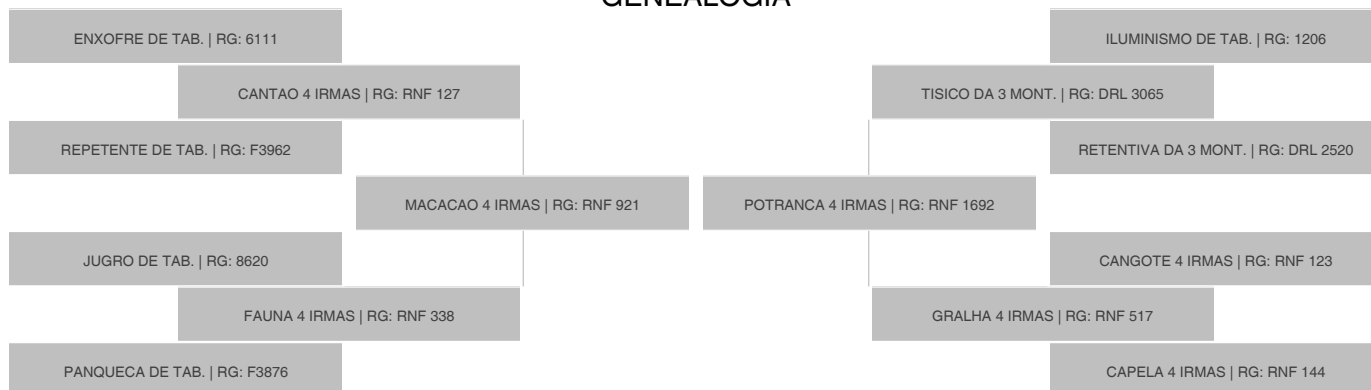 GENEALOGIA
ENXOFRE DE TAB. | RG: 6111
ILUMINISMO DE TAB. | RG: 1206
CANTAO 4 IRMAS | RG: RNF 127
TISICO DA 3 MONT. | RG: DRL 3065
REPETENTE DE TAB. | RG: F3962
RETENTIVA DA 3 MONT. | RG: DRL 2520
MACACAO 4 IRMAS | RG: RNF 921
POTRANCA 4 IRMAS | RG: RNF 1692
JUGRO DE TAB. | RG: 8620
CANGOTE 4 IRMAS | RG: RNF 123
FAUNA 4 IRMAS | RG: RNF 338
GRALHA 4 IRMAS | RG: RNF 517
PANQUECA DE TAB. | RG: F3876
CAPELA 4 IRMAS | RG: RNF 144